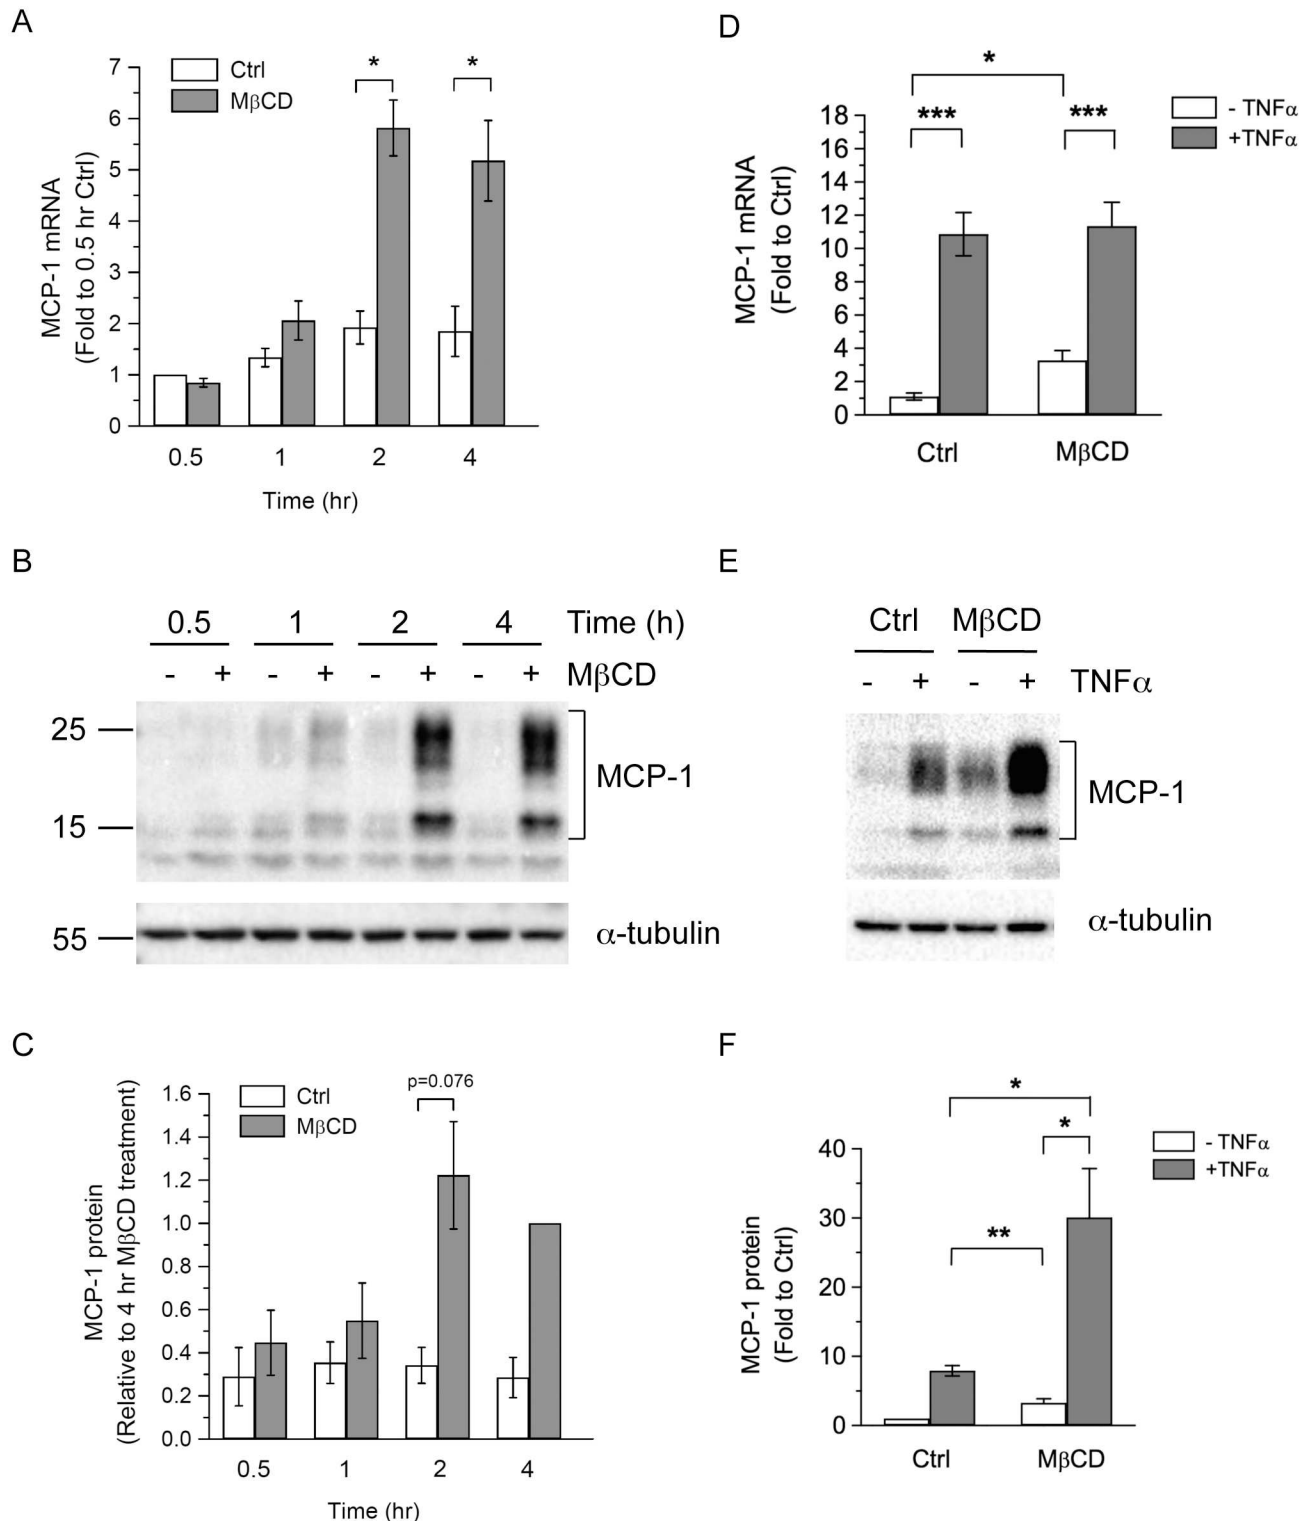 A
7
6
5
4
3
2
1
0
MCP-1 mRNA
(Fold to 0.5 hr Ctrl)
Ctrl
MβCD
*
*
0.5 1 2 4
Time (hr)
B
0.5 1 2 4 Time (h)
- + - + - + - + MβCD
25
15
MCP-1
55
α-tubulin
C
1.6
1.4
1.2
1.0
0.8
0.6
0.4
0.2
0.0
MCP-1 protein
(Relative to 4 hr MβCD treatment)
Ctrl
MβCD
p=0.076
0.5 1 2 4
Time (hr)
D
18
16
14
12
10
8
6
4
2
0
MCP-1 mRNA
(Fold to Ctrl)
*
*** ***
- TNFα
+TNFα
Ctrl MβCD
E
Ctrl MβCD
- + - + TNFα
MCP-1
α-tubulin
F
40
30
20
10
0
MCP-1 protein
(Fold to Ctrl)
*
*
**
- TNFα
+TNFα
Ctrl MβCD